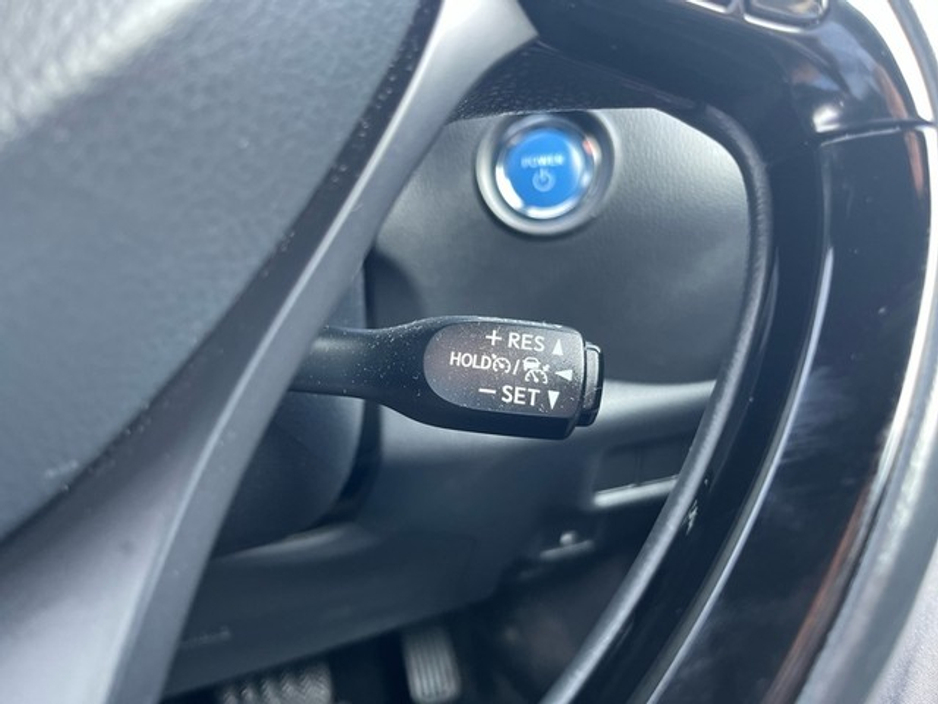 POWER
+ RES ▲
HOLD / ◄
− SET ▼